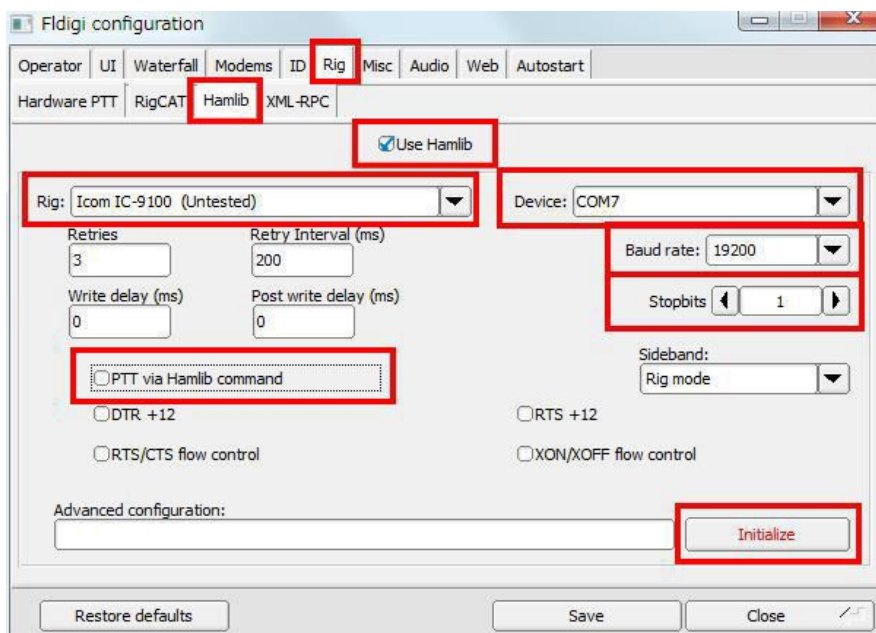 Fldigi configuration
Operator UI Waterfall Modems ID Rig Misc Audio Web Autostart
Hardware PTT RigCAT Hamlib XML-RPC
Use Hamlib
Rig: Icom IC-9100 (Untested) Device: COM7
Retries Retry Interval (ms)
3 200 Baud rate: 19200
Write delay (ms) Post write delay (ms) Stopbits 1
0 0
Sideband:
PTT via Hamlib command Rig mode
DTR +12 RTS +12
RTS/CTS flow control XON/XOFF flow control
Advanced configuration:
Initialize
Restore defaults Save Close